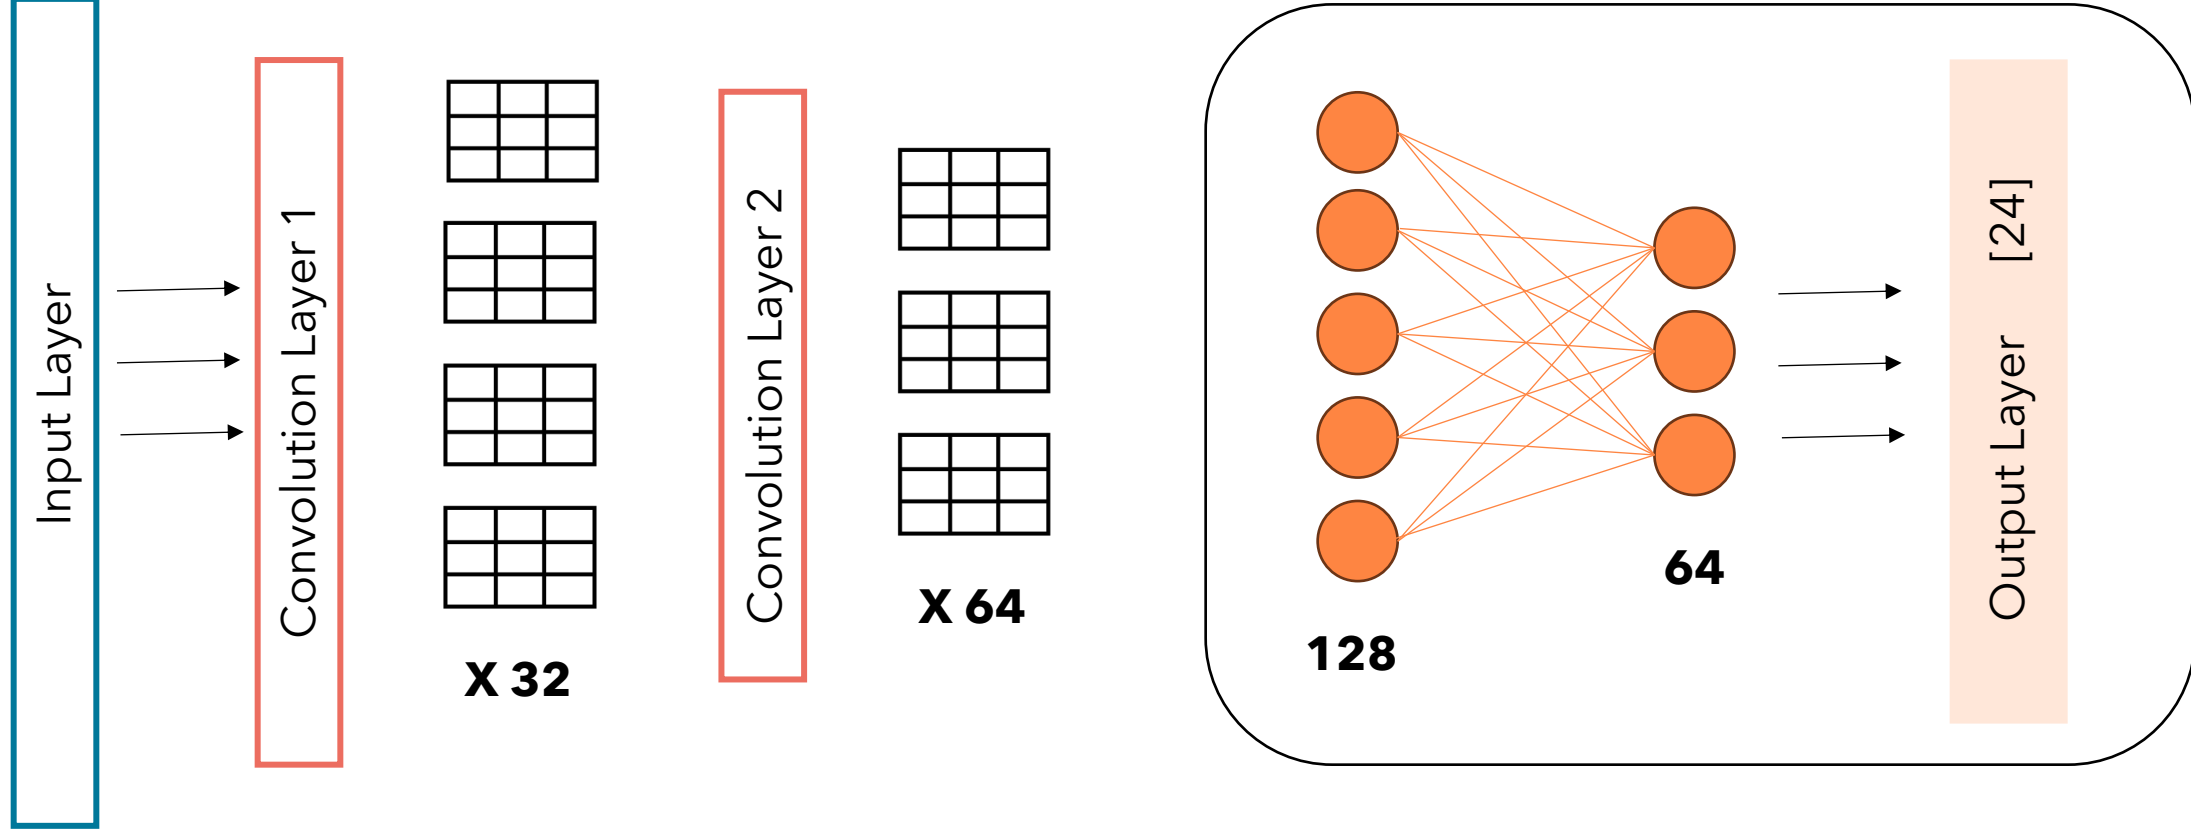 Input Layer
Convolution Layer 1
X 32
Convolution Layer 2
X 64
128
64
Output Layer [24]